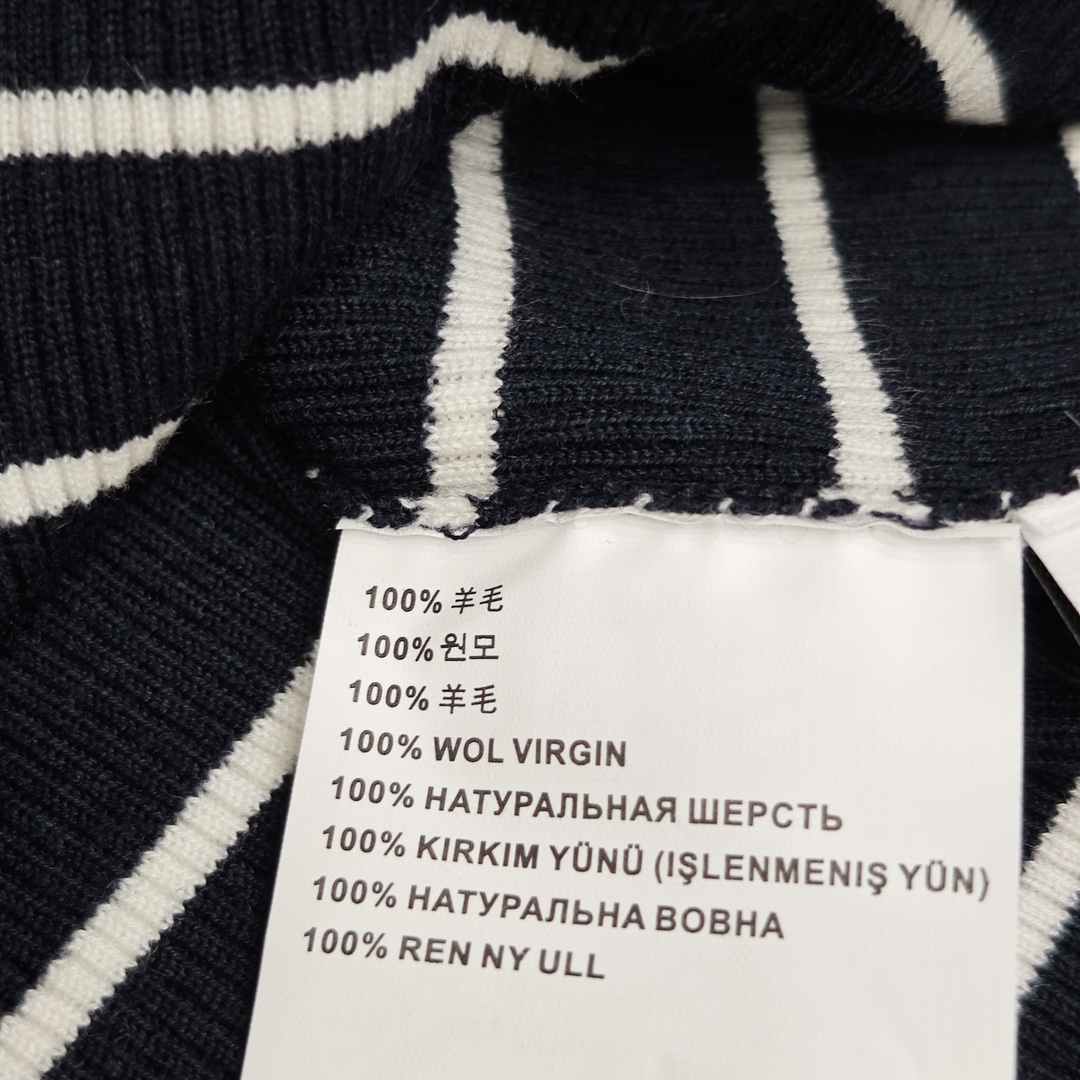 100% 羊毛
100% 원모
100% 羊毛
100% WOL VIRGIN
100% НАТУРАЛЬНАЯ ШЕРСТЬ
100% KIRKIM YÜNÜ (IŞLENMENIŞ YÜN)
100% НАТУРАЛЬНА ВОВНА
100% REN NY ULL